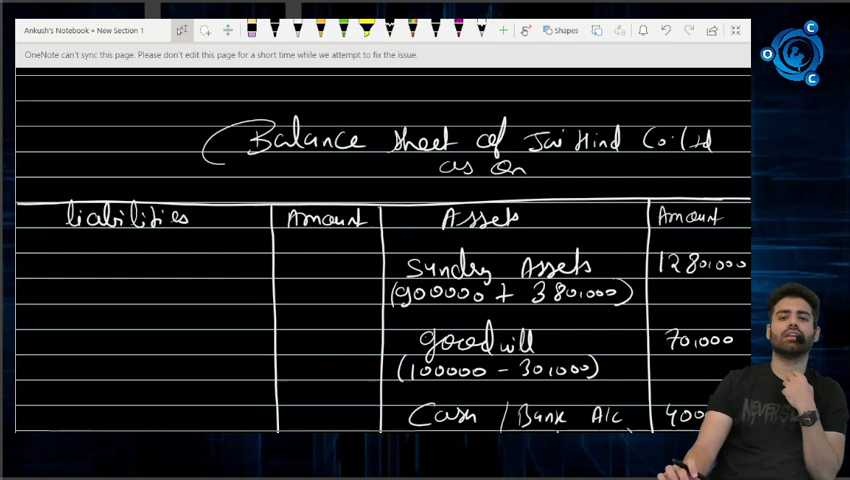 Ankush's Notebook » New Section 1
Shapes
OneNote can't sync this page. Please don't edit this page for a short time while we attempt to fix the issue.
O C C
Balance Sheet of Jai Hind Co. Ltd
as on
Liabilities Amount Assets Amount
Sundry Assets 1280,000
(900000 + 380,000)
Goodwill 70,000
(100000 - 30,000)
Cash / Bank A/c 400